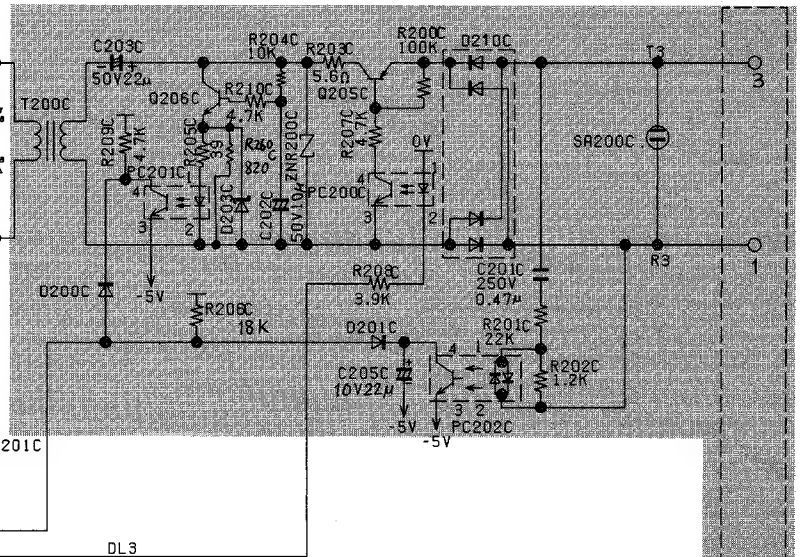 C203C
50V22μ
R204C
10K
R203C
5.6Ω
R200C
100K
D210C
T3
3
T200C
Q206C
R210C
4.7K
Q205C
R209C
4.7K
R205C
39
R260C
820
ZNR200C
R207C
4.7K
0V
SA200C
PC201C
4
3
2
D203C
C202C
50V10μ
PC200C
4
3
2
R3
1
-5V
D200C
R206C
18K
R208C
3.9K
C201C
250V
0.47μ
D201C
R201C
22K
C205C
10V22μ
4
1
R202C
1.2K
3
2
-5V
-5V
PC202C
201C
DL3